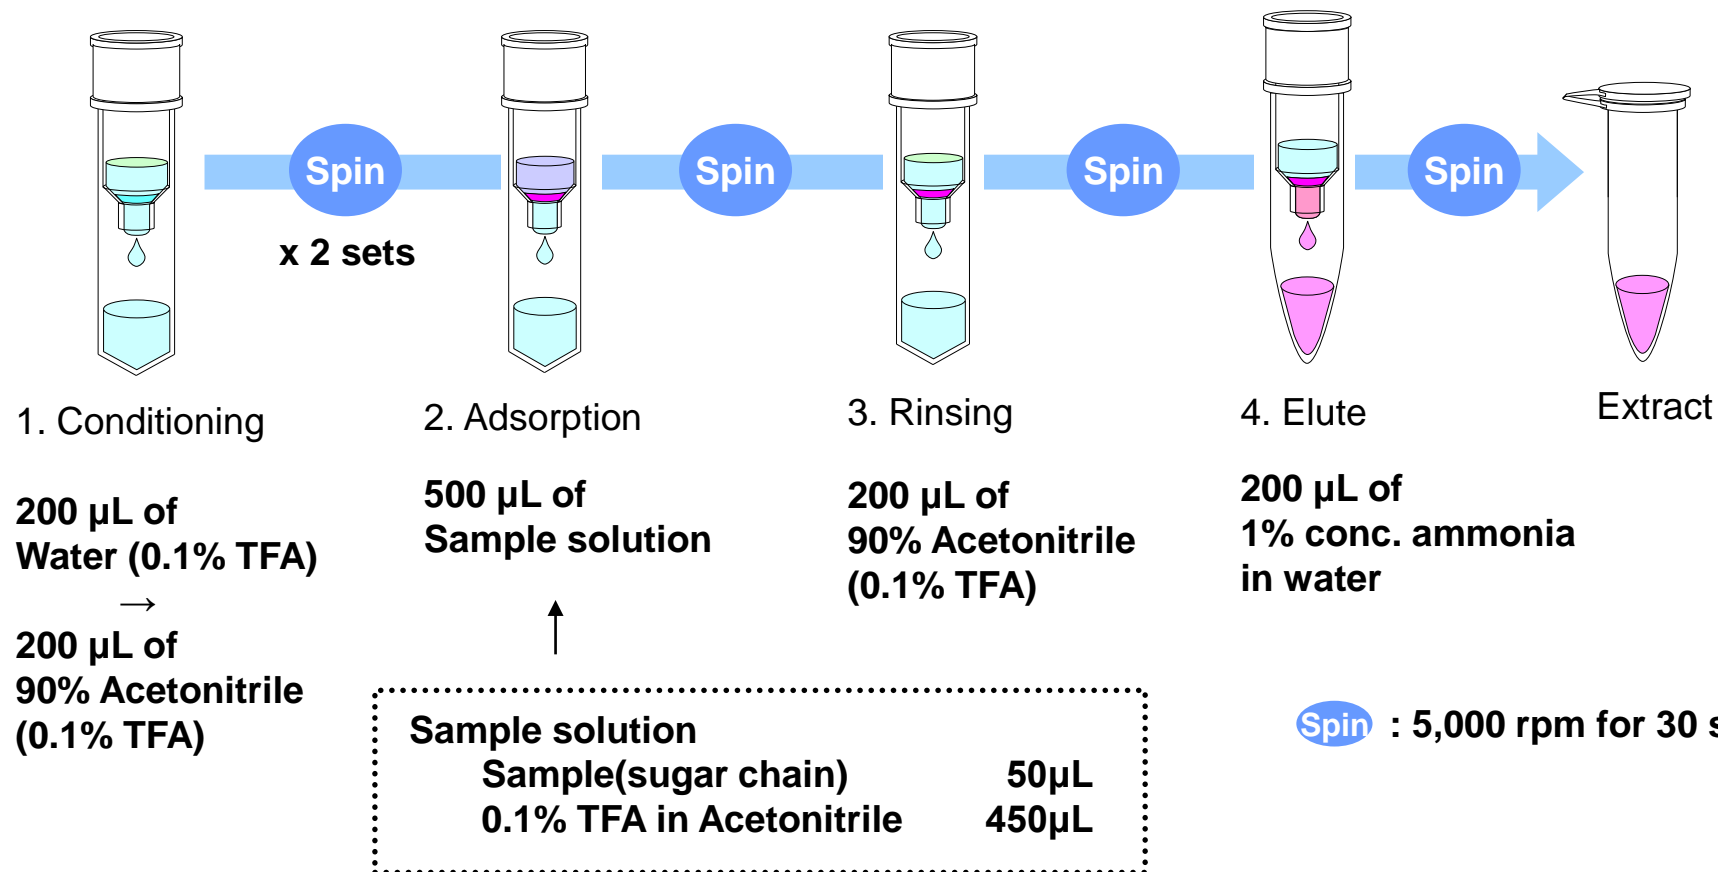 Spin
Spin
Spin
Spin
x 2 sets
1. Conditioning
200 µL of
Water (0.1% TFA)
→
200 µL of
90% Acetonitrile
(0.1% TFA)
2. Adsorption
500 µL of
Sample solution
3. Rinsing
200 µL of
90% Acetonitrile
(0.1% TFA)
4. Elute
200 µL of
1% conc. ammonia
in water
Extract
Sample solution
Sample(sugar chain) 50µL
0.1% TFA in Acetonitrile 450µL
Spin : 5,000 rpm for 30 s